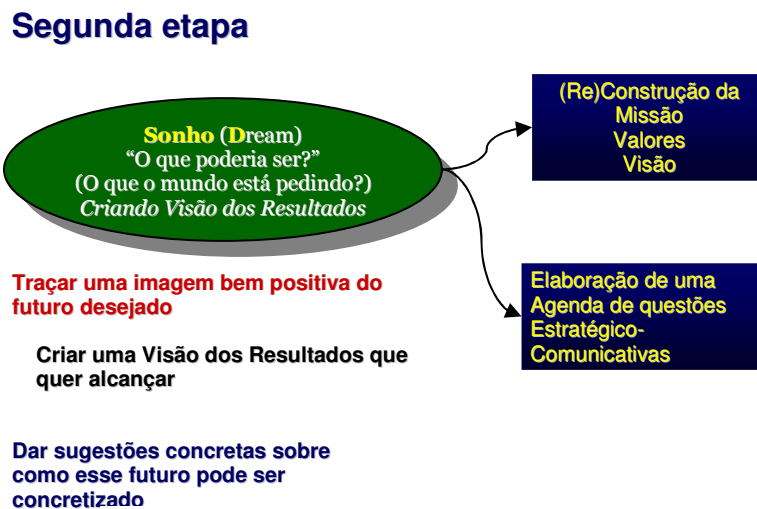 Segunda etapa
Sonho (Dream)
“O que poderia ser?”
(O que o mundo está pedindo?)
Criando Visão dos Resultados
(Re)Construção da
Missão
Valores
Visão
Traçar uma imagem bem positiva do
futuro desejado
Elaboração de uma
Agenda de questões
Estratégico-
Comunicativas
Criar uma Visão dos Resultados que
quer alcançar
Dar sugestões concretas sobre
como esse futuro pode ser
concretizado